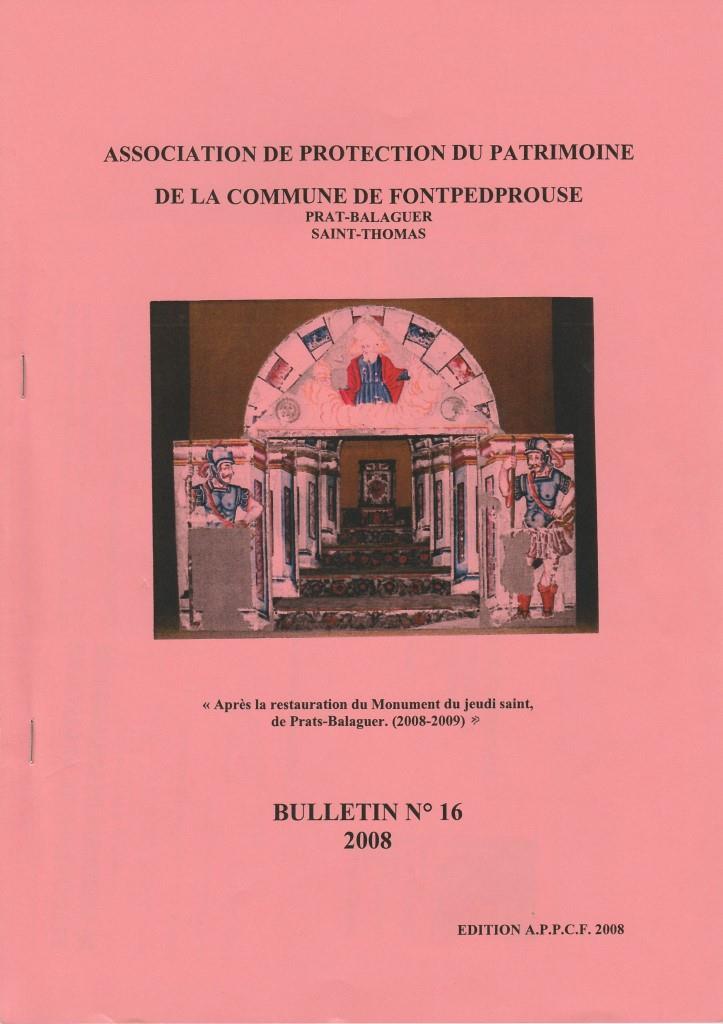 ASSOCIATION DE PROTECTION DU PATRIMOINE
DE LA COMMUNE DE FONTPEDPROUSE
PRAT-BALAGUER
SAINT-THOMAS
« Après la restauration du Monument du jeudi saint,
de Prats-Balaguer. (2008-2009) »
BULLETIN N° 16
2008
EDITION A.P.P.C.F. 2008